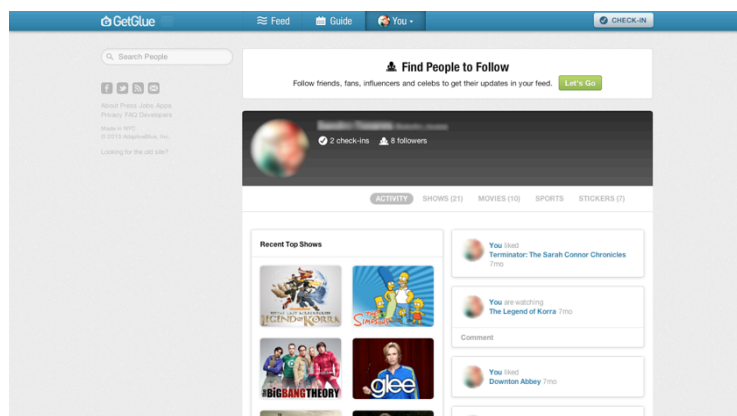 GetGlue
Feed
Guide
You
CHECK-IN
Search People
Find People to Follow
Follow friends, fans, influencers and celebs to get their updates in your feed.
Let's Go
About Press Jobs Apps
Privacy FAQ Developers
Made in NYC
© 2013 AdaptiveBlue, Inc.
Looking for the old site?
2 check-ins
8 followers
ACTIVITY
SHOWS (21)
MOVIES (10)
SPORTS
STICKERS (7)
Recent Top Shows
LEGEND OF KORRA
THE SIMPSONS
THE BIG BANG THEORY
glee
You liked
Terminator: The Sarah Connor Chronicles
7mo
You are watching
The Legend of Korra 7mo
Comment
You liked
Downton Abbey 7mo